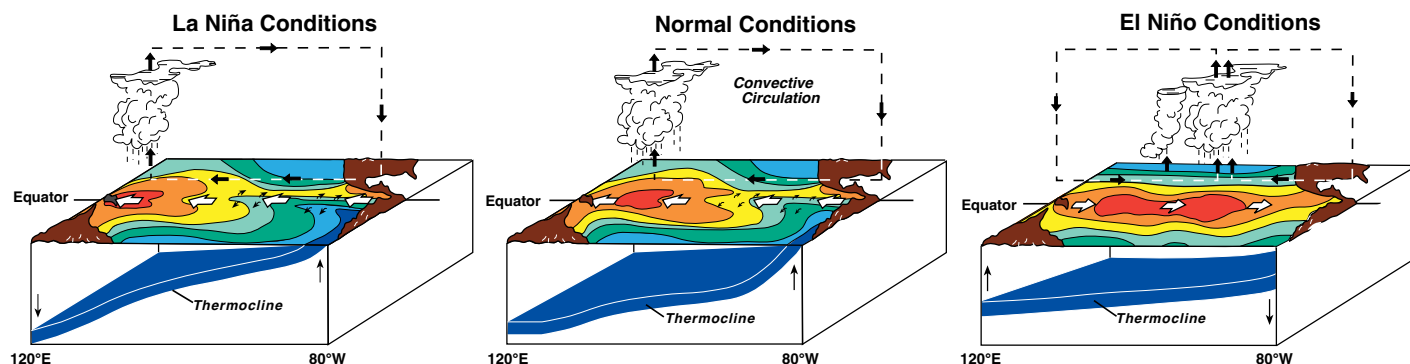 La Niña Conditions
Equator
Thermocline
120°E
80°W
Normal Conditions
Convective
Circulation
Equator
Thermocline
120°E
80°W
El Niño Conditions
Equator
Thermocline
120°E
80°W